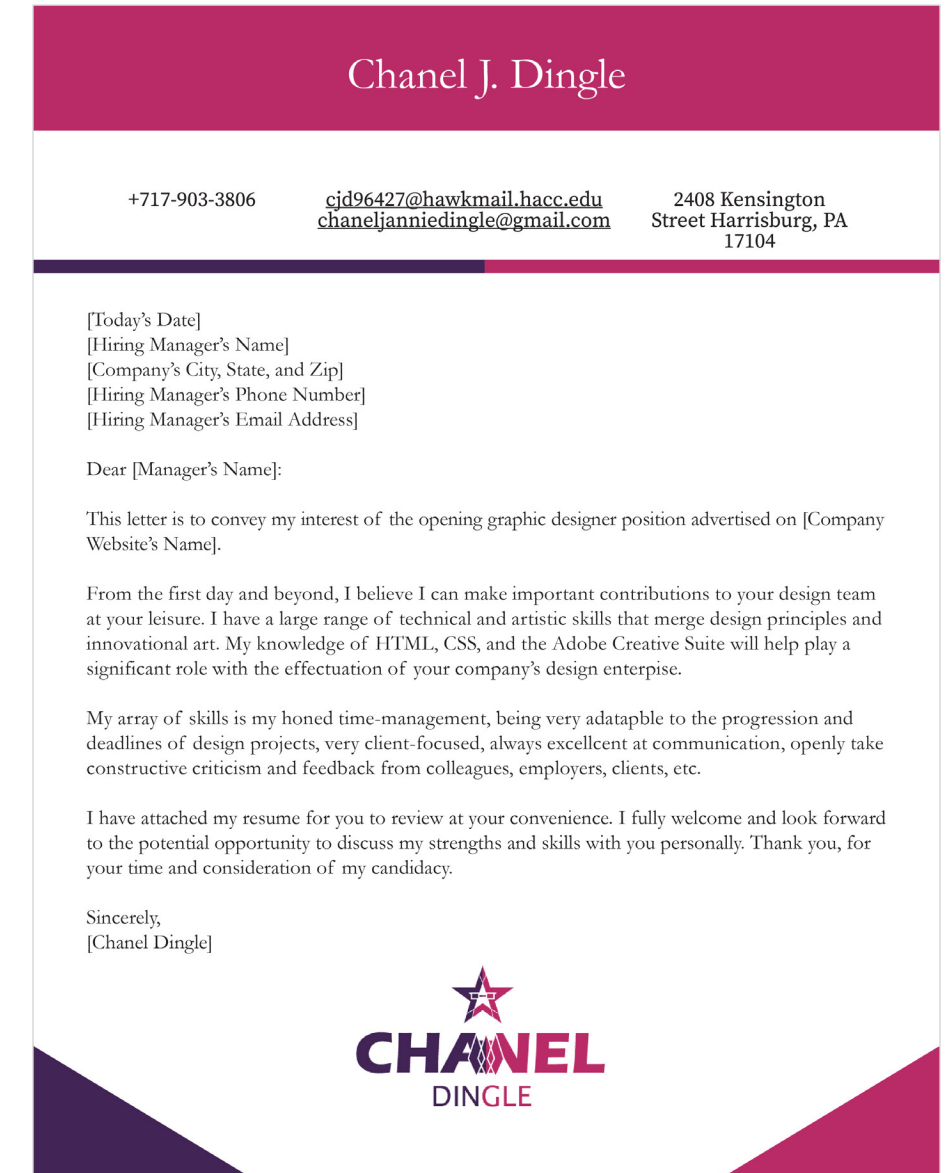 Chanel J. Dingle
+717-903-3806
cjd96427@hawkmail.hacc.edu
chaneljanniedingle@gmail.com
2408 Kensington
Street Harrisburg, PA
17104
[Today’s Date]
[Hiring Manager’s Name]
[Company’s City, State, and Zip]
[Hiring Manager’s Phone Number]
[Hiring Manager’s Email Address]
Dear [Manager’s Name]:
This letter is to convey my interest of the opening graphic designer position advertised on [Company
Website’s Name].
From the first day and beyond, I believe I can make important contributions to your design team
at your leisure. I have a large range of technical and artistic skills that merge design principles and
innovational art. My knowledge of HTML, CSS, and the Adobe Creative Suite will help play a
significant role with the effectuation of your company’s design enterpise.
My array of skills is my honed time-management, being very adatapble to the progression and
deadlines of design projects, very client-focused, always excellcent at communication, openly take
constructive criticism and feedback from colleagues, employers, clients, etc.
I have attached my resume for you to review at your convenience. I fully welcome and look forward
to the potential opportunity to discuss my strengths and skills with you personally. Thank you, for
your time and consideration of my candidacy.
Sincerely,
[Chanel Dingle]
CHANEL
DINGLE